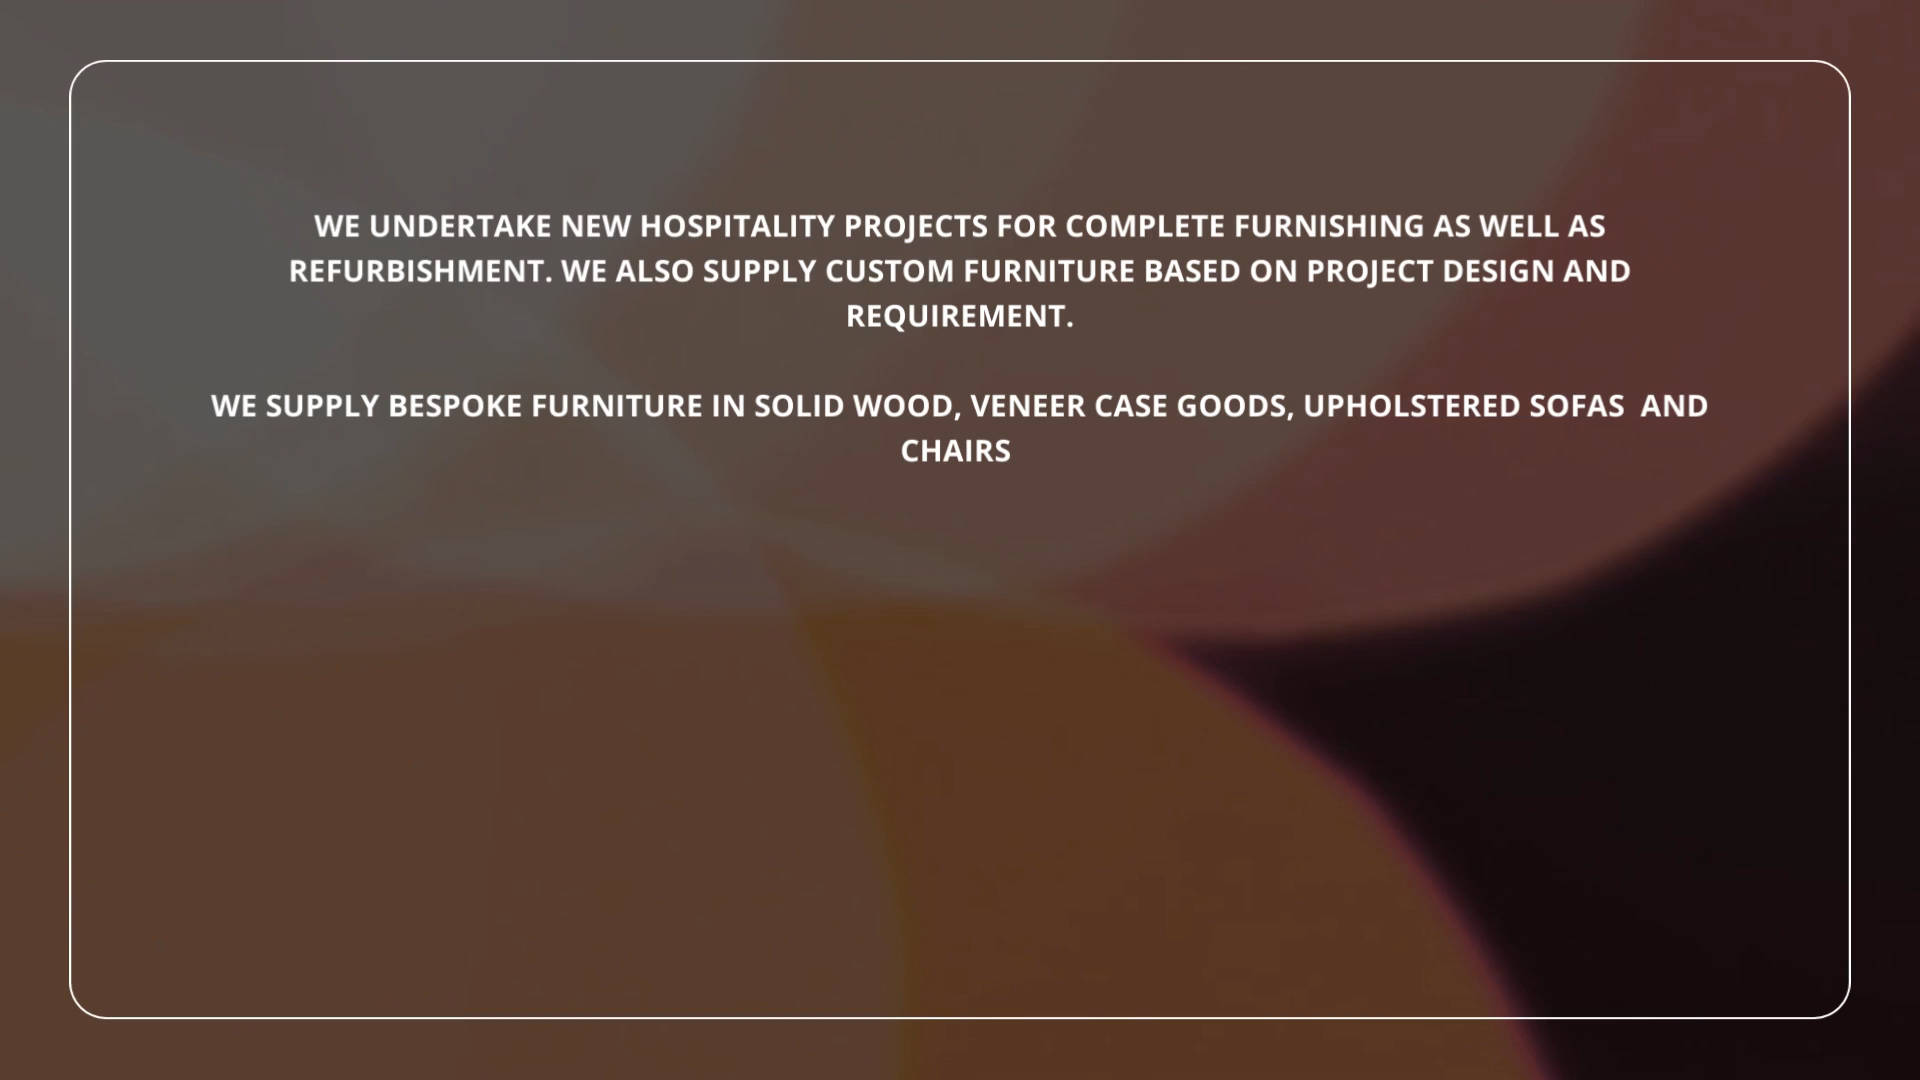 WE UNDERTAKE NEW HOSPITALITY PROJECTS FOR COMPLETE FURNISHING AS WELL AS
REFURBISHMENT. WE ALSO SUPPLY CUSTOM FURNITURE BASED ON PROJECT DESIGN AND
REQUIREMENT.
WE SUPPLY BESPOKE FURNITURE IN SOLID WOOD, VENEER CASE GOODS, UPHOLSTERED SOFAS  AND
CHAIRS